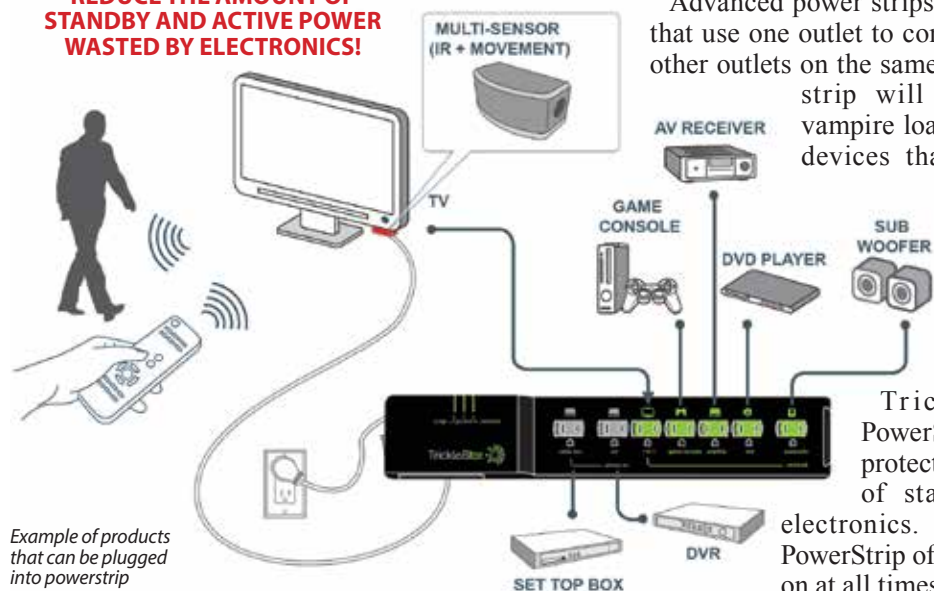 REDUCE THE AMOUNT OF
STANDBY AND ACTIVE POWER
WASTED BY ELECTRONICS!
MULTI-SENSOR
(IR + MOVEMENT)
TV
AV RECEIVER
GAME
CONSOLE
DVD PLAYER
SUB
WOOFER
TrickleStar
SET TOP BOX
DVR
Example of products
that can be plugged
into powerstrip
Advanced power strips
that use one outlet to con
other outlets on the same
strip will
vampire loa
devices tha
Tric
PowerS
protect
of sta
electronics.
PowerStrip of
on at all times